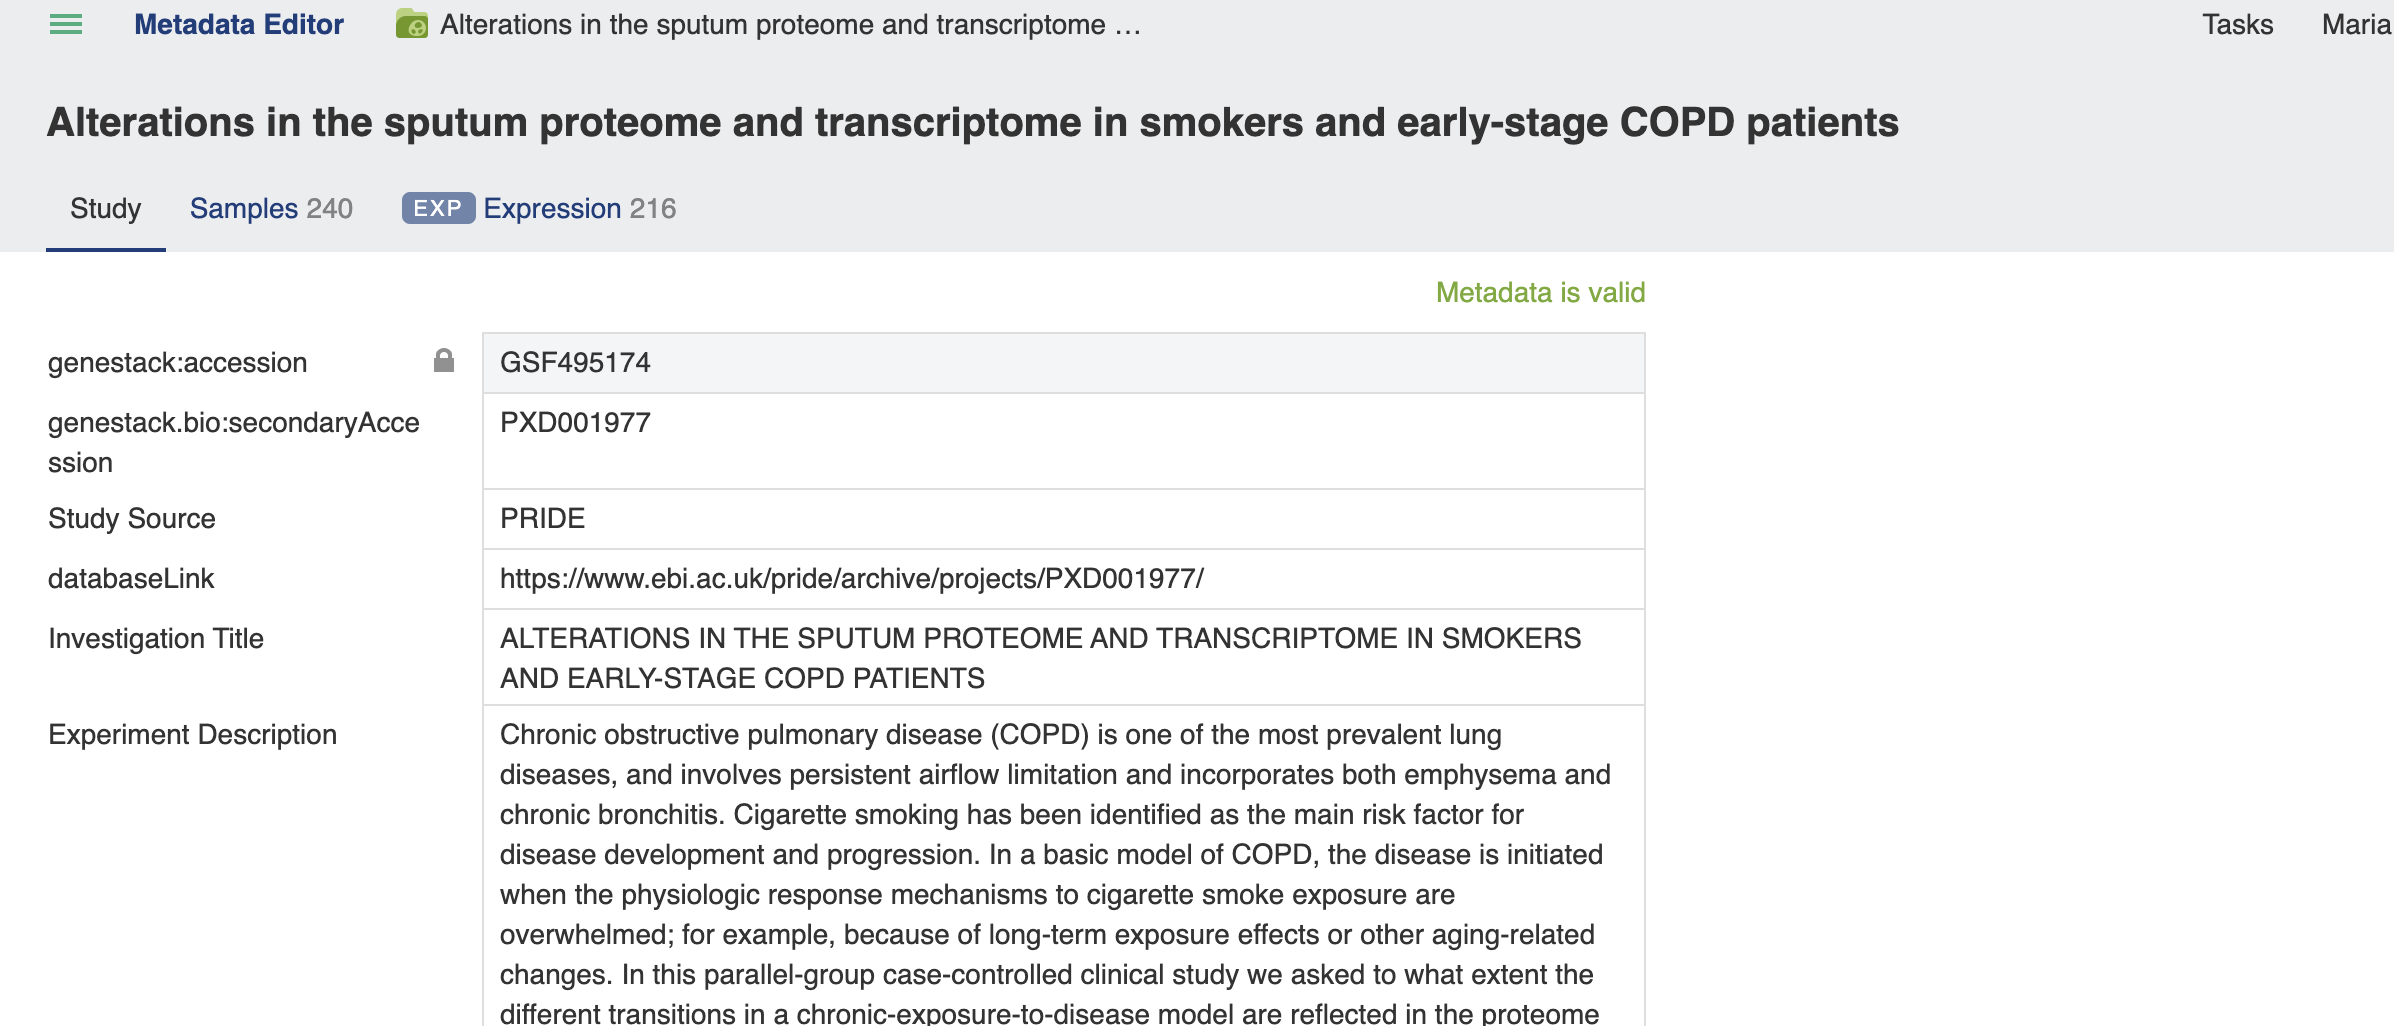 Metadata Editor Alterations in the sputum proteome and transcriptome ... Tasks Maria
Alterations in the sputum proteome and transcriptome in smokers and early-stage COPD patients
Study Samples 240 EXP Expression 216
Metadata is valid
genestack:accession GSF495174
genestack.bio:secondaryAcce PXD001977
ssion
Study Source PRIDE
databaseLink https://www.ebi.ac.uk/pride/archive/projects/PXD001977/
Investigation Title ALTERATIONS IN THE SPUTUM PROTEOME AND TRANSCRIPTOME IN SMOKERS
AND EARLY-STAGE COPD PATIENTS
Experiment Description Chronic obstructive pulmonary disease (COPD) is one of the most prevalent lung
diseases, and involves persistent airflow limitation and incorporates both emphysema and
chronic bronchitis. Cigarette smoking has been identified as the main risk factor for
disease development and progression. In a basic model of COPD, the disease is initiated
when the physiologic response mechanisms to cigarette smoke exposure are
overwhelmed; for example, because of long-term exposure effects or other aging-related
changes. In this parallel-group case-controlled clinical study we asked to what extent the
different transitions in a chronic-exposure-to-disease model are reflected in the proteome